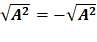 √A² = −√A²